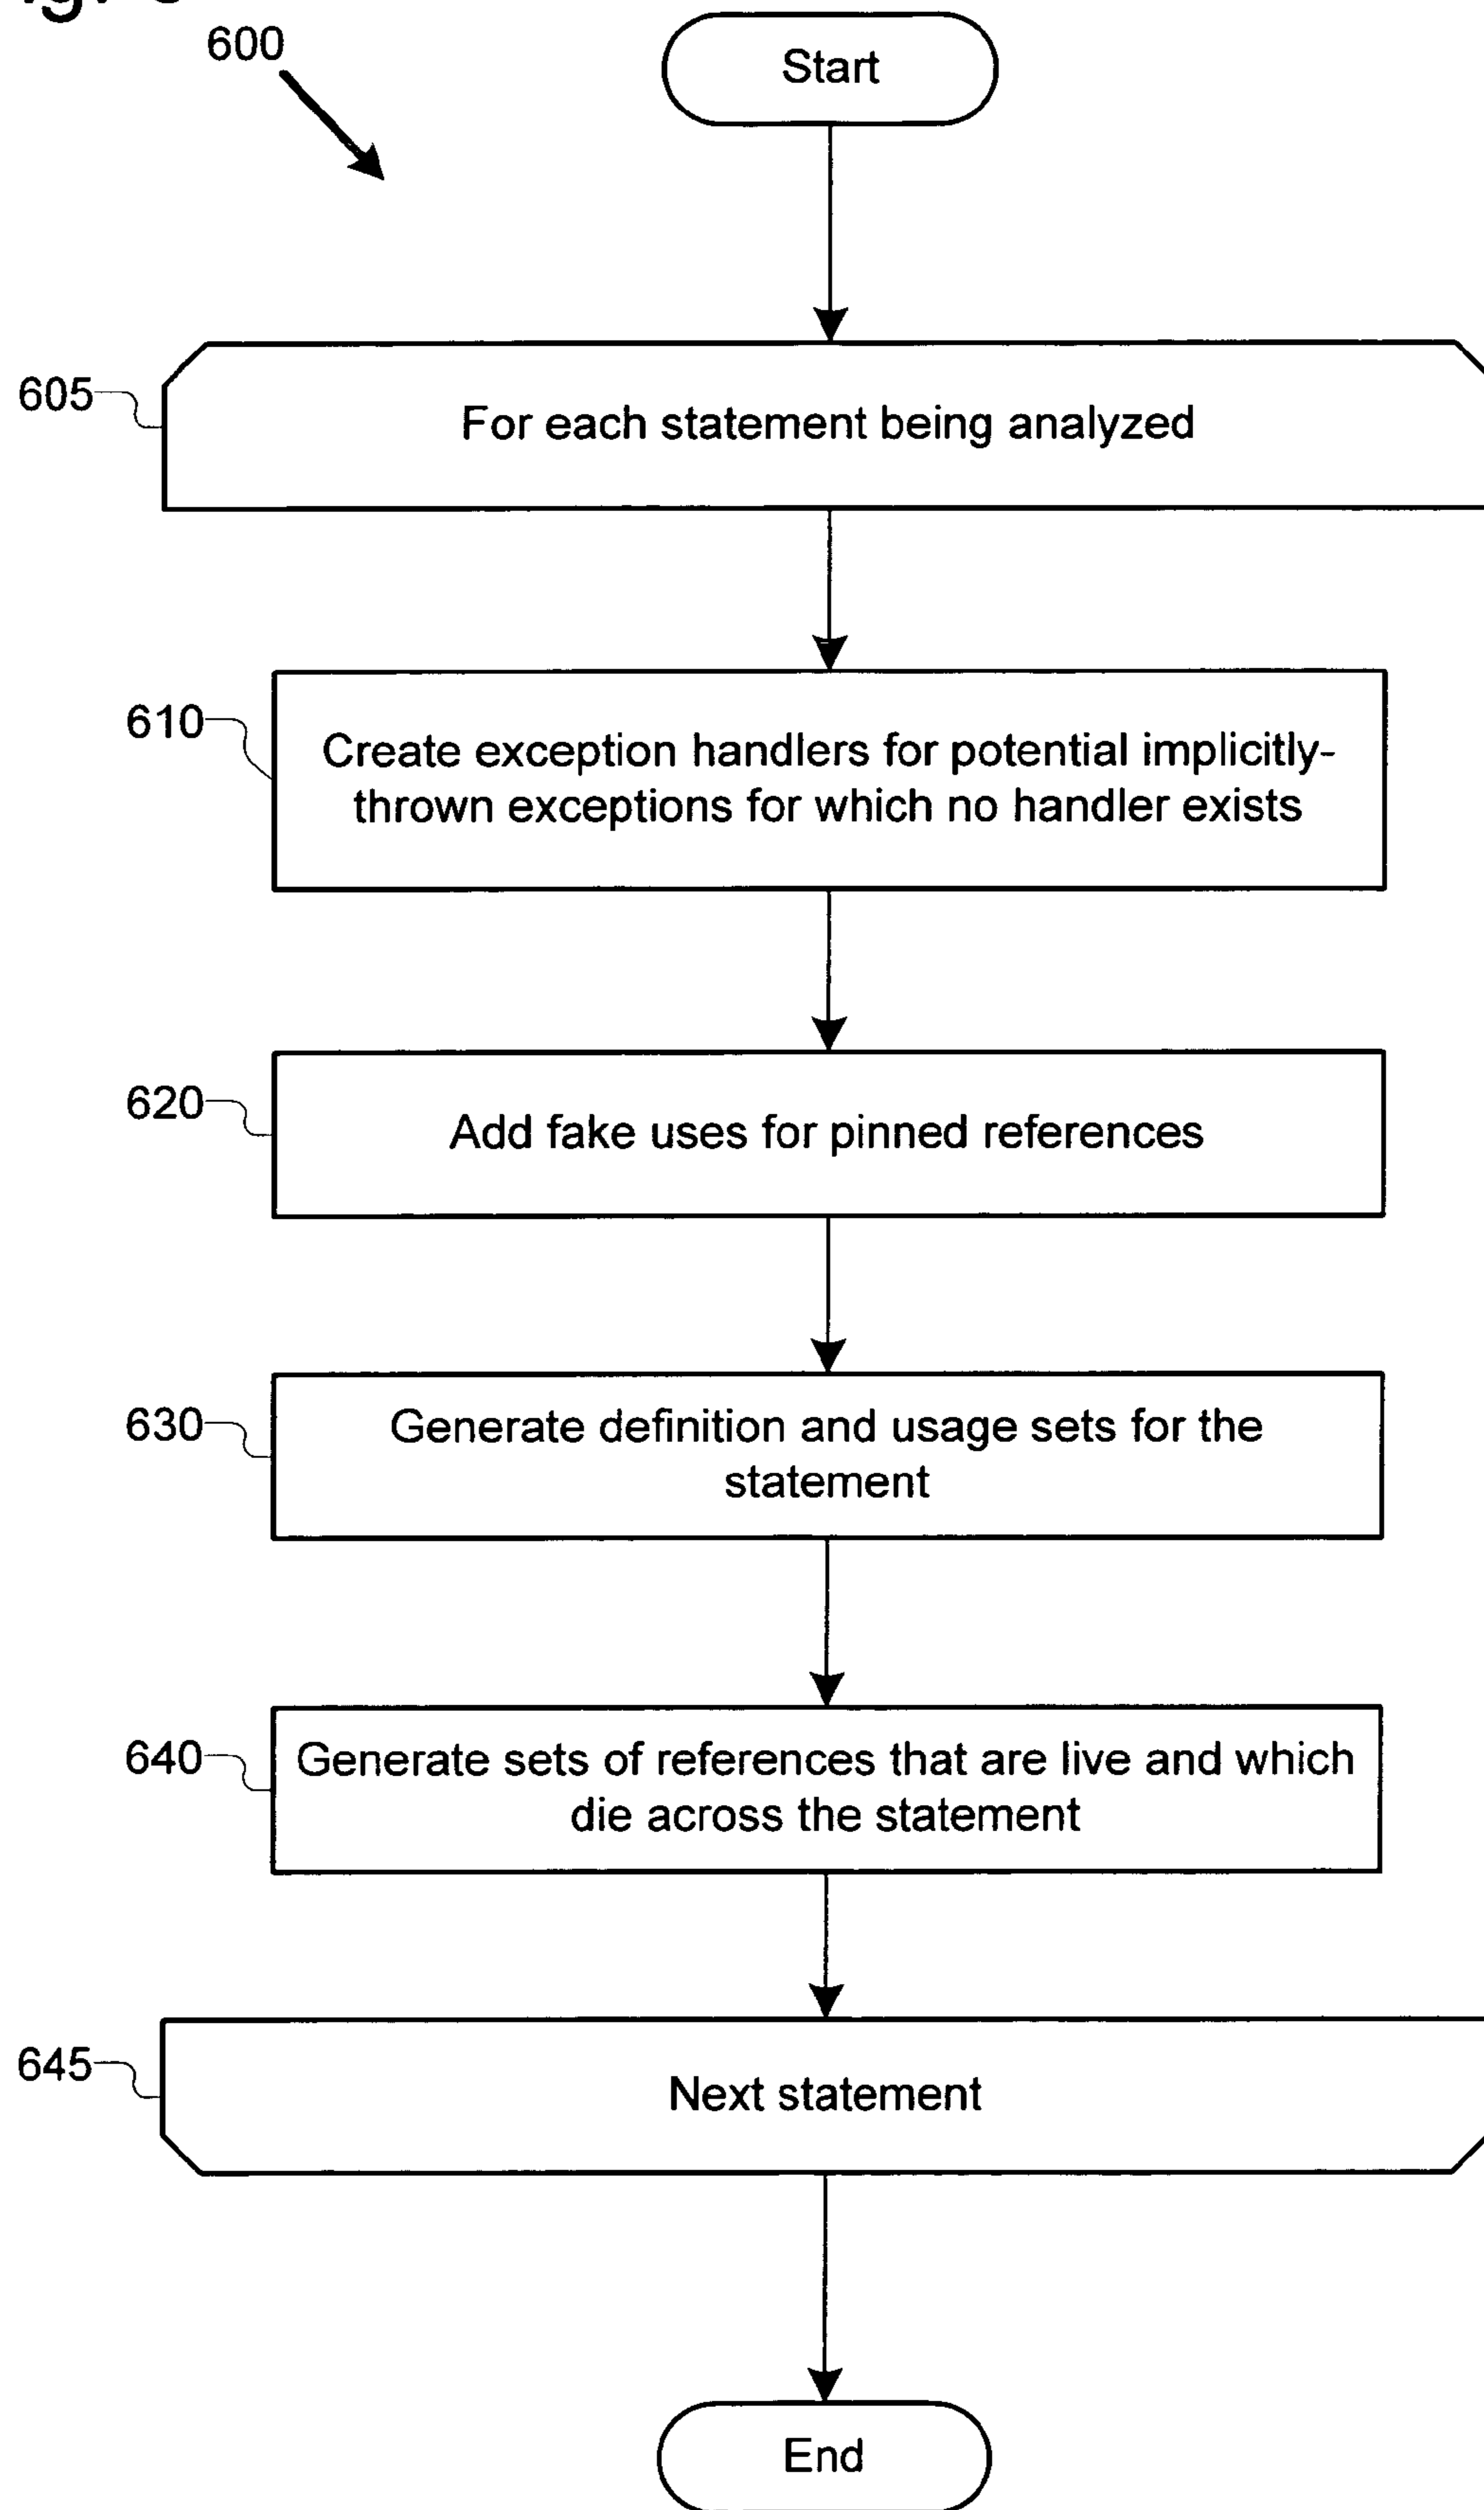 600
Start
605
For each statement being analyzed
610
Create exception handlers for potential implicitly-
thrown exceptions for which no handler exists
620
Add fake uses for pinned references
630
Generate definition and usage sets for the
statement
640
Generate sets of references that are live and which
die across the statement
645
Next statement
End